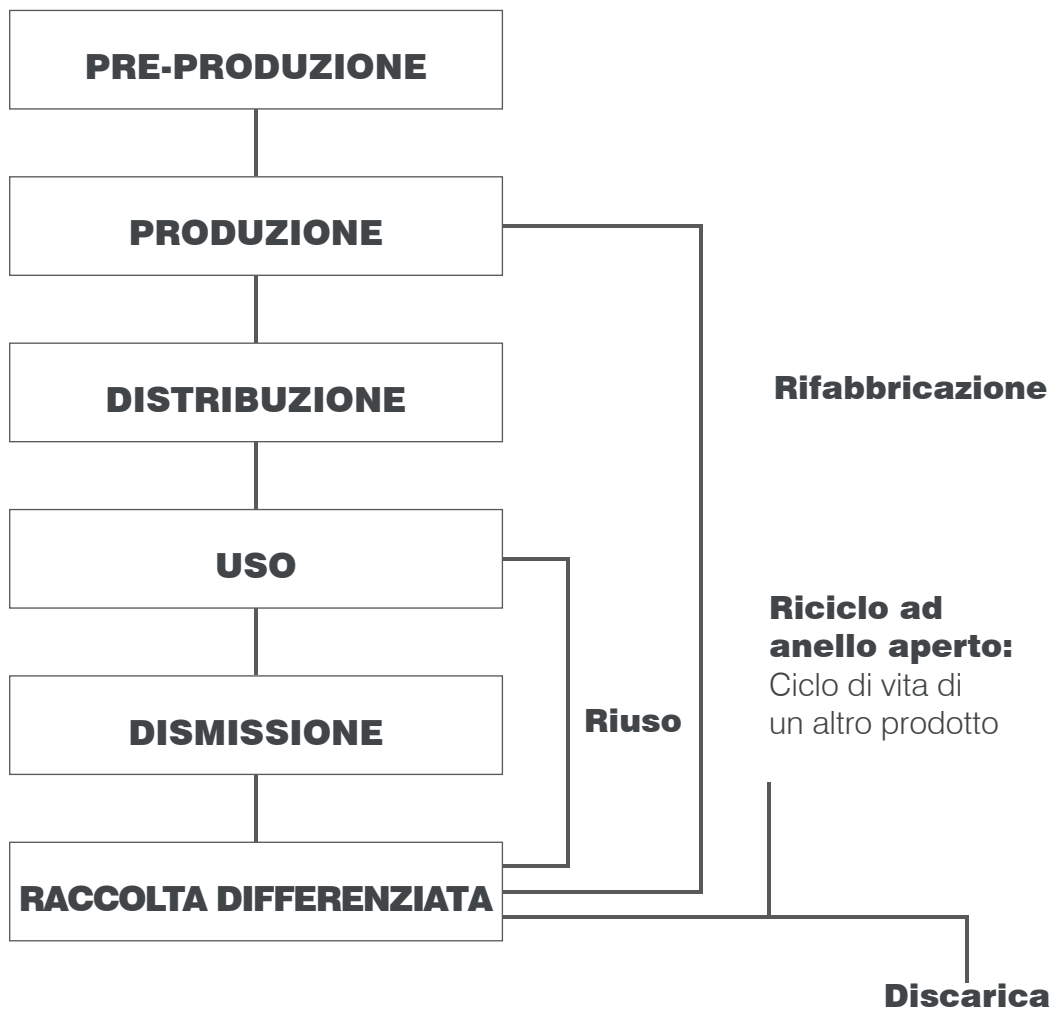 PRE-PRODUZIONE
PRODUZIONE
DISTRIBUZIONE
Rifabbricazione
USO
Riciclo ad
anello aperto:
Ciclo di vita di
un altro prodotto
Riuso
DISMISSIONE
RACCOLTA DIFFERENZIATA
Discarica